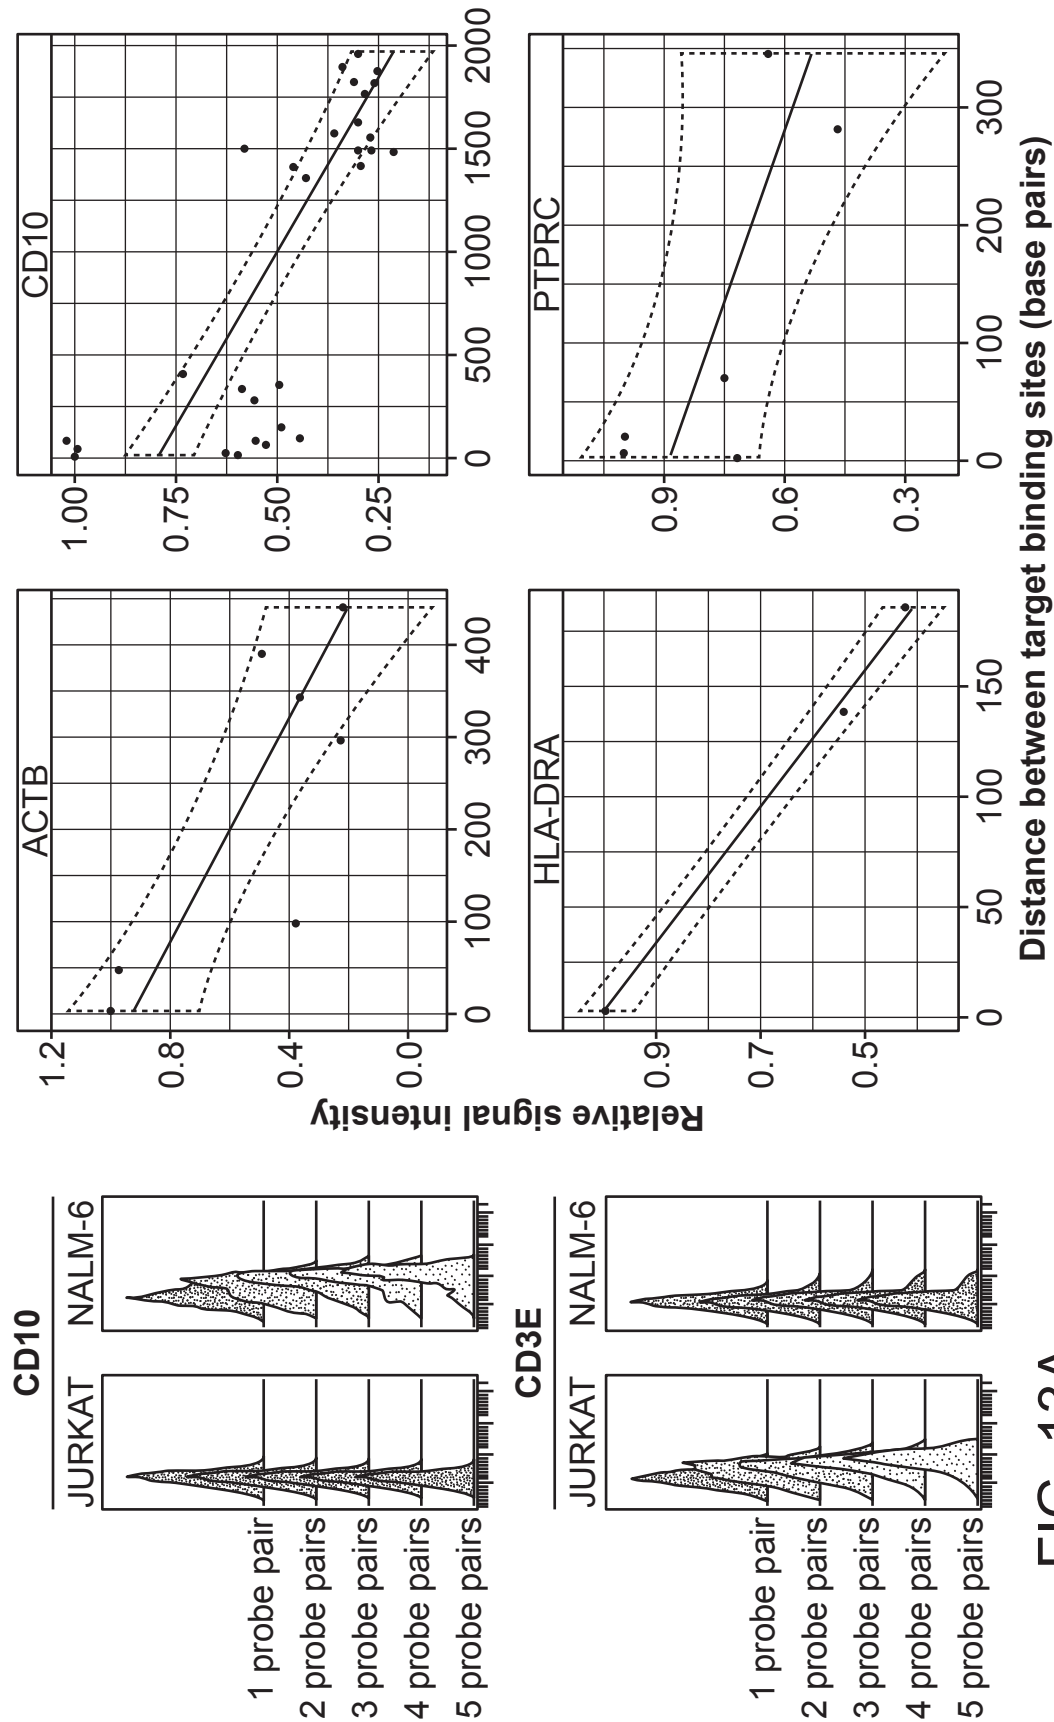 CD10
JURKAT
NALM-6
1 probe pair
2 probe pairs
3 probe pairs
4 probe pairs
5 probe pairs
CD3E
JURKAT
NALM-6
1 probe pair
2 probe pairs
3 probe pairs
4 probe pairs
5 probe pairs
Relative signal intensity
ACTB
1.2
0.8
0.4
0.0
0 100 200 300 400
CD10
1.00
0.75
0.50
0.25
0 500 1000 1500 2000
HLA-DRA
0.9
0.7
0.5
0 50 100 150
PTPRC
0.9
0.6
0.3
0 100 200 300
Distance between target binding sites (base pairs)